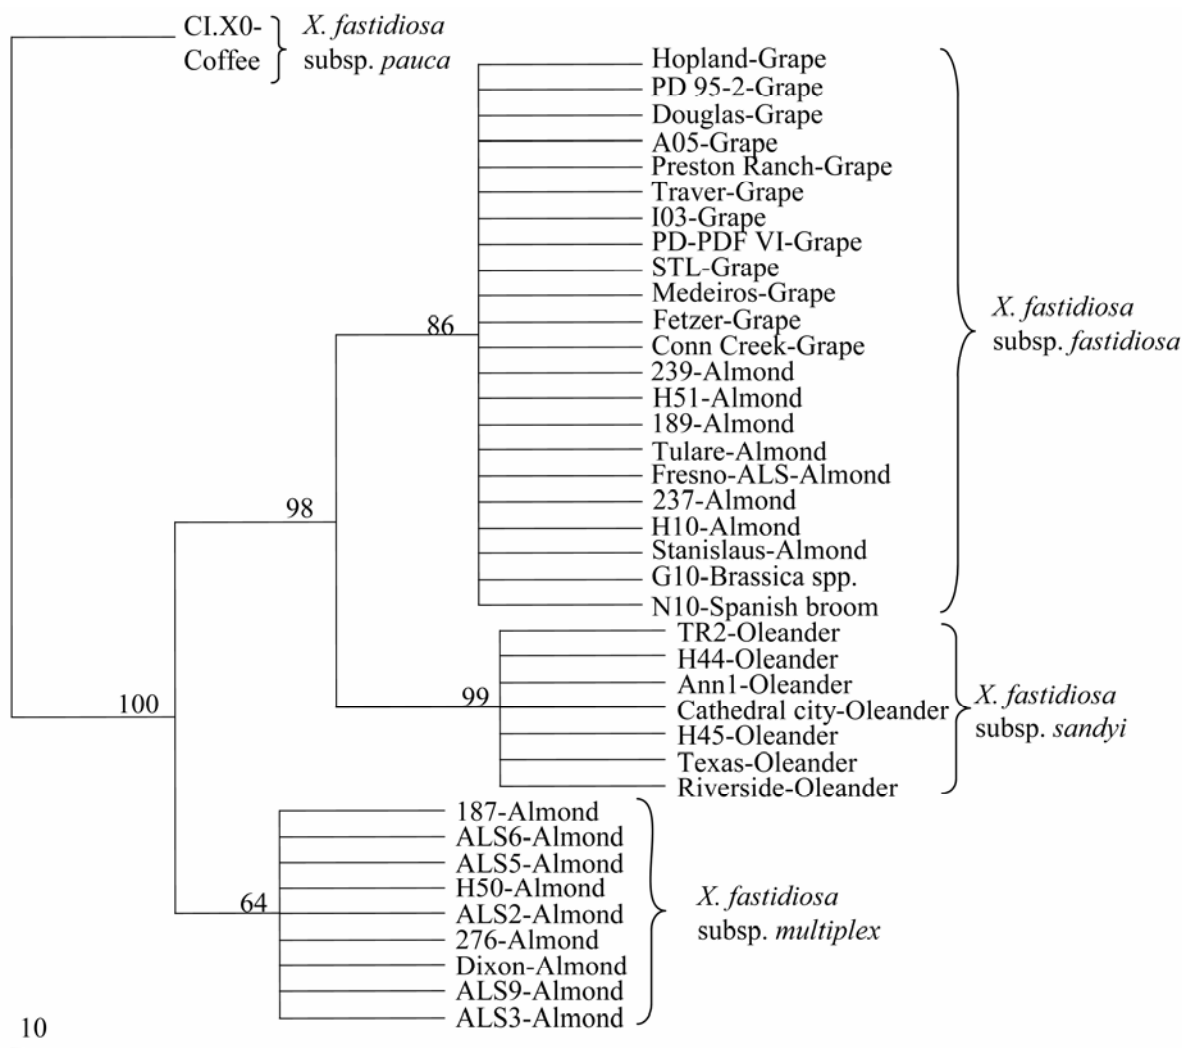 CI.X0-
Coffee
X. fastidiosa
subsp. pauca
Hopland-Grape
PD 95-2-Grape
Douglas-Grape
A05-Grape
Preston Ranch-Grape
Traver-Grape
I03-Grape
PD-PDF VI-Grape
STL-Grape
Medeiros-Grape
Fetzer-Grape
Conn Creek-Grape
239-Almond
H51-Almond
189-Almond
Tulare-Almond
Fresno-ALS-Almond
237-Almond
H10-Almond
Stanislaus-Almond
G10-Brassica spp.
N10-Spanish broom
86
X. fastidiosa
subsp. fastidiosa
98
TR2-Oleander
H44-Oleander
Ann1-Oleander
Cathedral city-Oleander
H45-Oleander
Texas-Oleander
Riverside-Oleander
99
X. fastidiosa
subsp. sandyi
100
187-Almond
ALS6-Almond
ALS5-Almond
H50-Almond
ALS2-Almond
276-Almond
Dixon-Almond
ALS9-Almond
ALS3-Almond
64
X. fastidiosa
subsp. multiplex
10